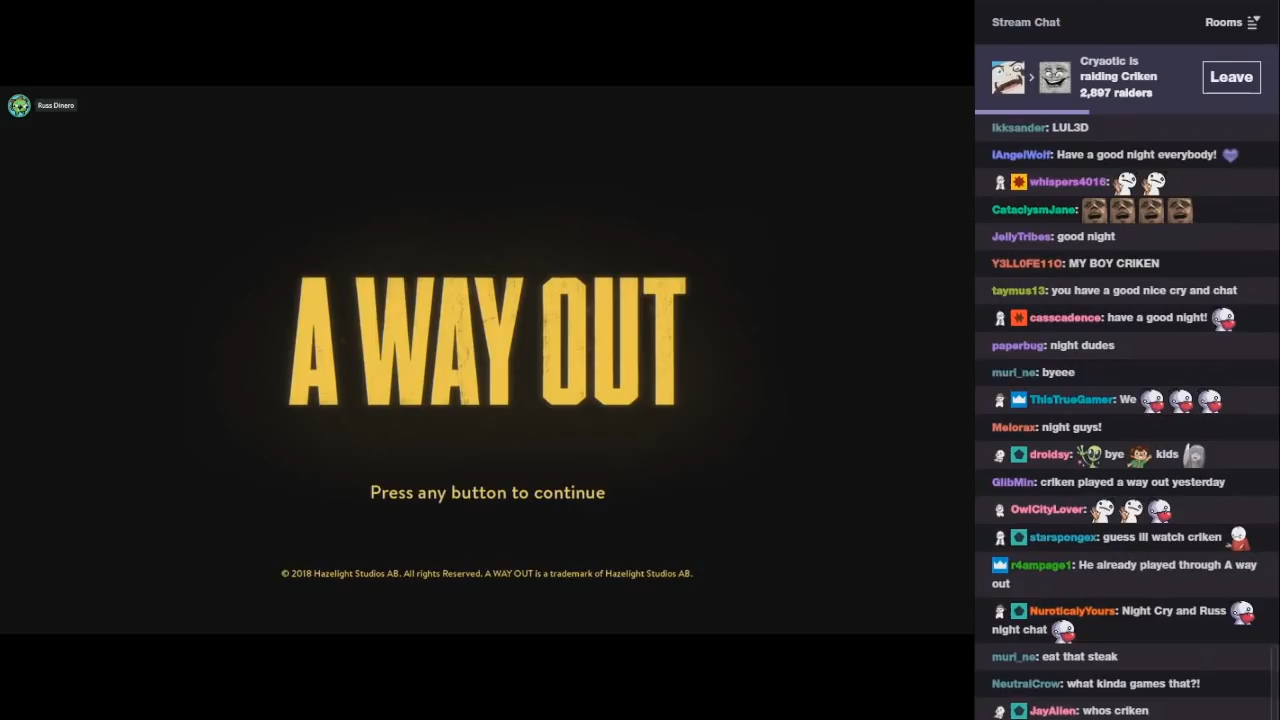 Russ Dinero
A WAY OUT
Press any button to continue
© 2018 Hazelight Studios AB. All rights Reserved. A WAY OUT is a trademark of Hazelight Studios AB.
Stream Chat
Rooms
Cryaotic is
raiding Criken
2,897 raiders
Leave
Ikksander: LUL3D
IAngelWolf: Have a good night everybody!
whispers4016:
CataclysmJane:
JellyTribes: good night
Y3LL0FE11O: MY BOY CRIKEN
taymus13: you have a good nice cry and chat
casscadence: have a good night!
paperbug: night dudes
muri_ne: byeee
ThisTrueGamer: We
Melorax: night guys!
droidsy: bye kids
GlibMin: criken played a way out yesterday
OwlCityLover:
starspongex: guess ill watch criken
r4ampage1: He already played through A way
out
NuroticalyYours: Night Cry and Russ
night chat
muri_ne: eat that steak
NeutralCrow: what kinda games that?!
JayAllen: whos criken